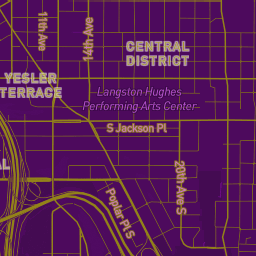 11th Ave
14th Ave
CENTRAL
DISTRICT
YESLER
TERRACE
Langston Hughes
Performing Arts Center
S Jackson Pl
AL
20th Ave S
Poplar Pl S